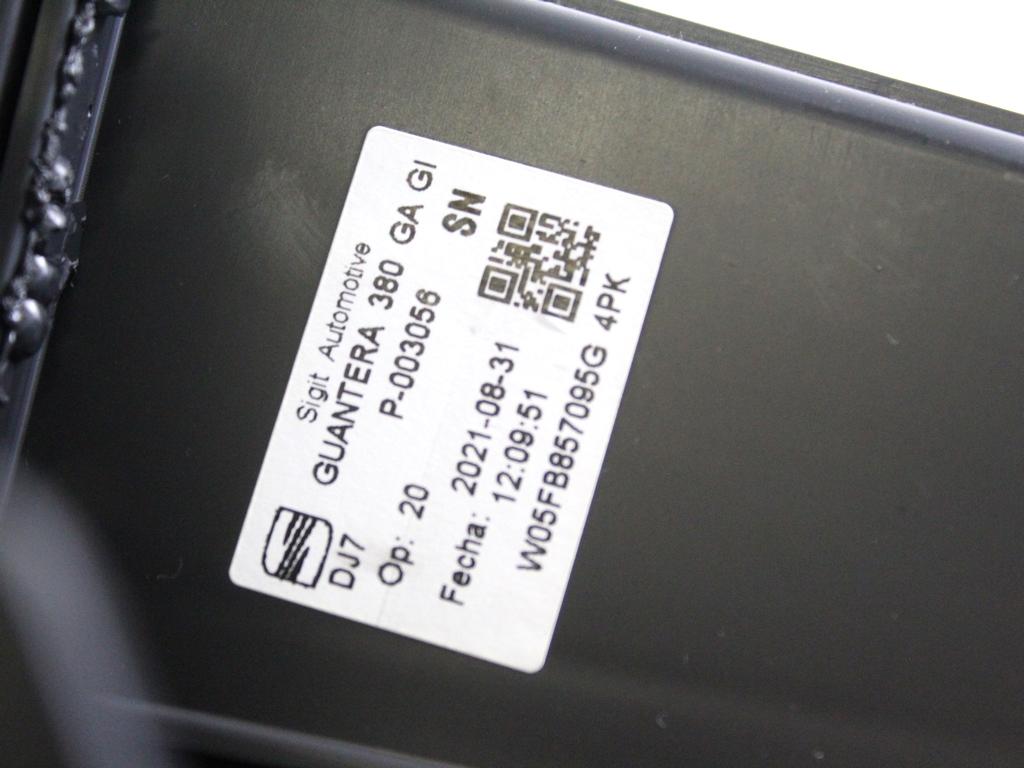 Sigit Automotive
GUANTERA 380 GA GI
DJ7
P-003056
SN
Op: 20
Fecha: 2021-08-31
12:09:51
W05FB857095G 4PK